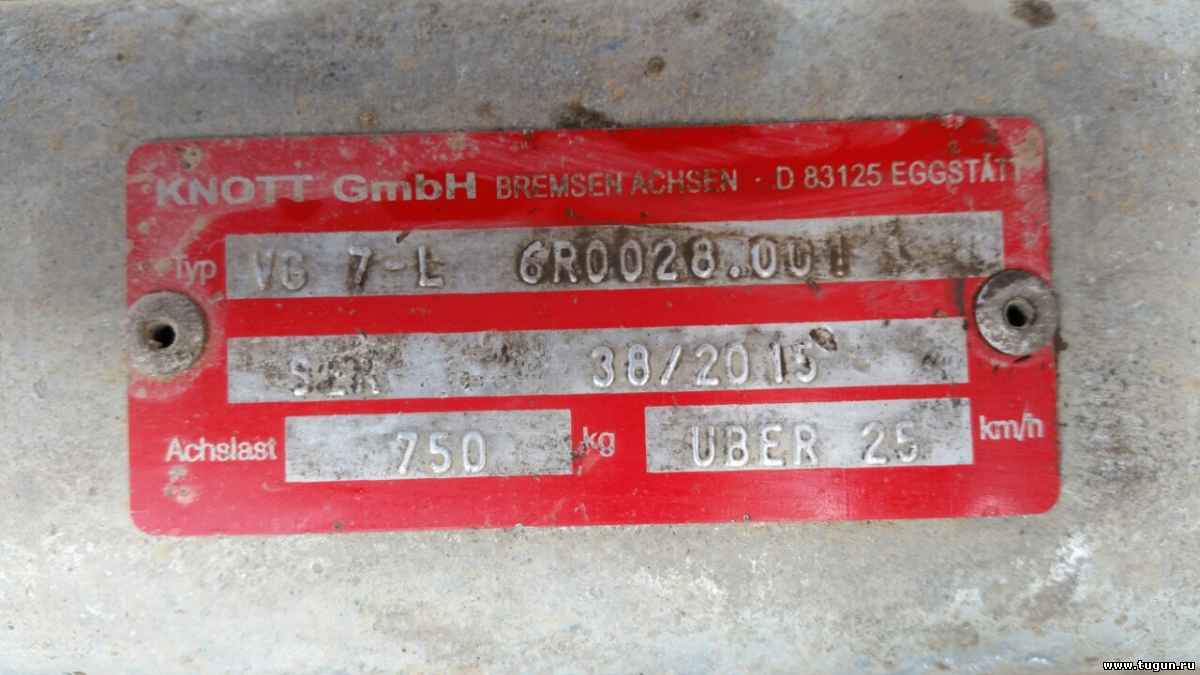 KNOTT GmbH BREMSEN ACHSEN · D 83125 EGGSTÄTT
Typ VG 7-L 6R0028.001
SER 38/2015
Achslast 750 kg UBER 25 km/h
www.tugun.ru